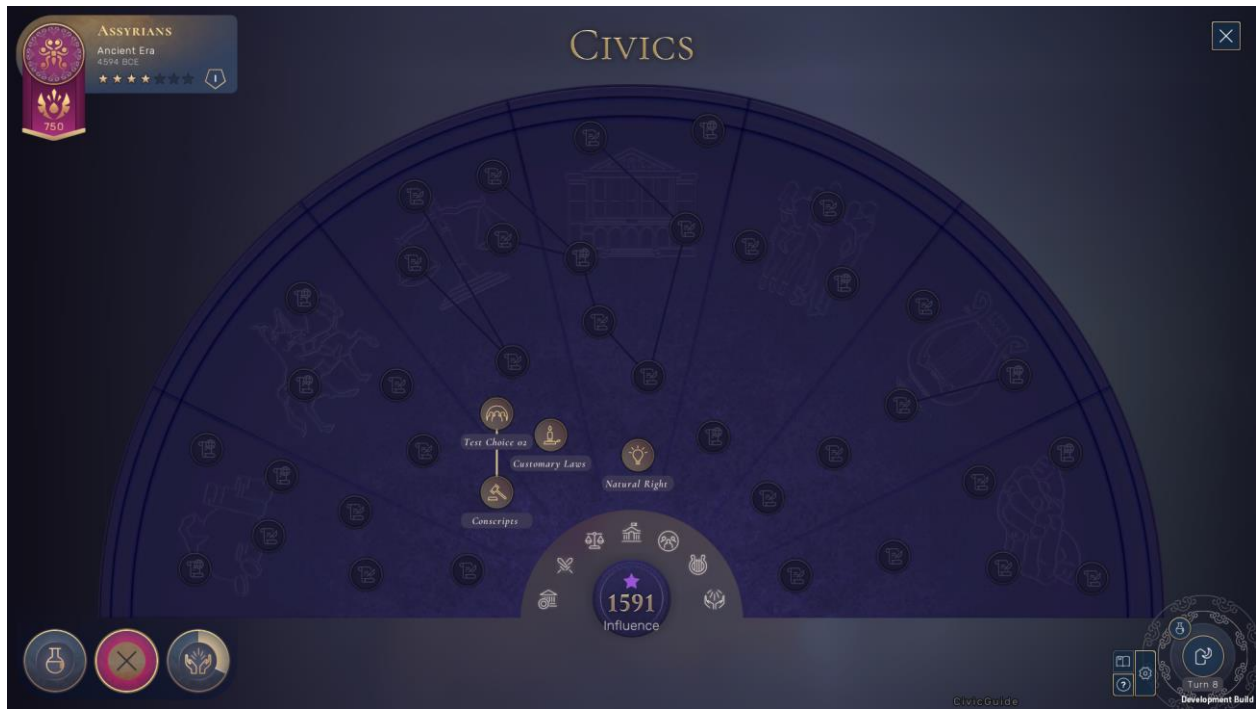 ASSYRIANS
Ancient Era
4594 BCE
I
750
CIVICS
Test Choice 02
Customary Laws
Natural Right
Conscripts
1591
Influence
?
Turn 8
CivicGuide
Development Build